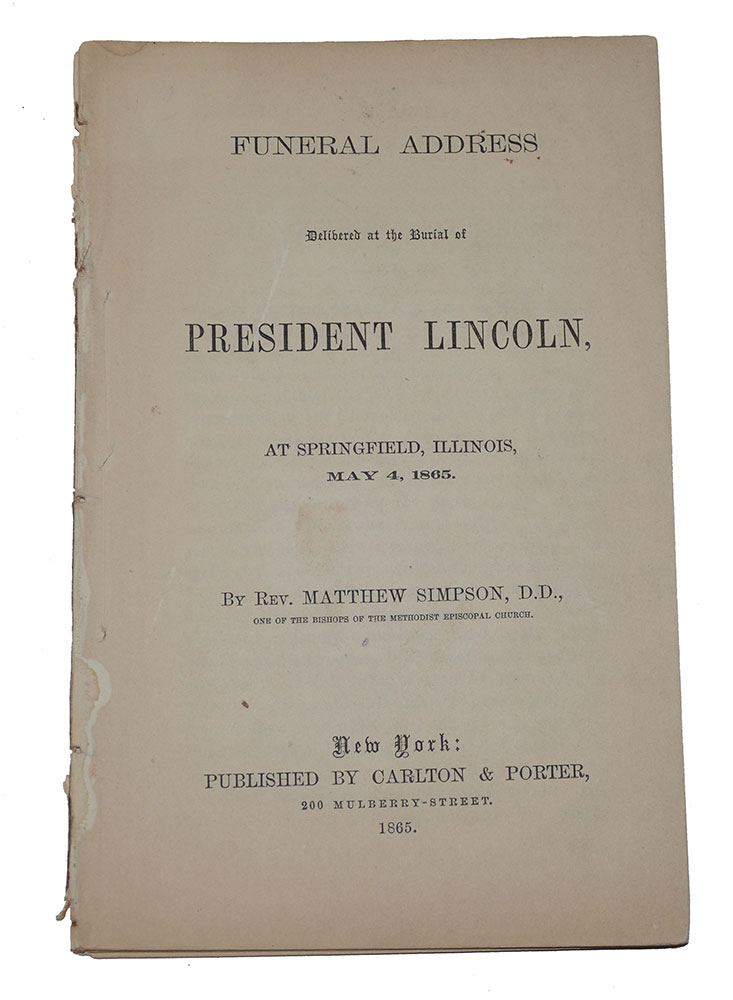 FUNERAL ADDRESS
Delivered at the Burial of
PRESIDENT LINCOLN,
AT SPRINGFIELD, ILLINOIS,
MAY 4, 1865.
BY REV. MATTHEW SIMPSON, D.D.,
ONE OF THE BISHOPS OF THE METHODIST EPISCOPAL CHURCH.
New York:
PUBLISHED BY CARLTON & PORTER,
200 MULBERRY-STREET.
1865.